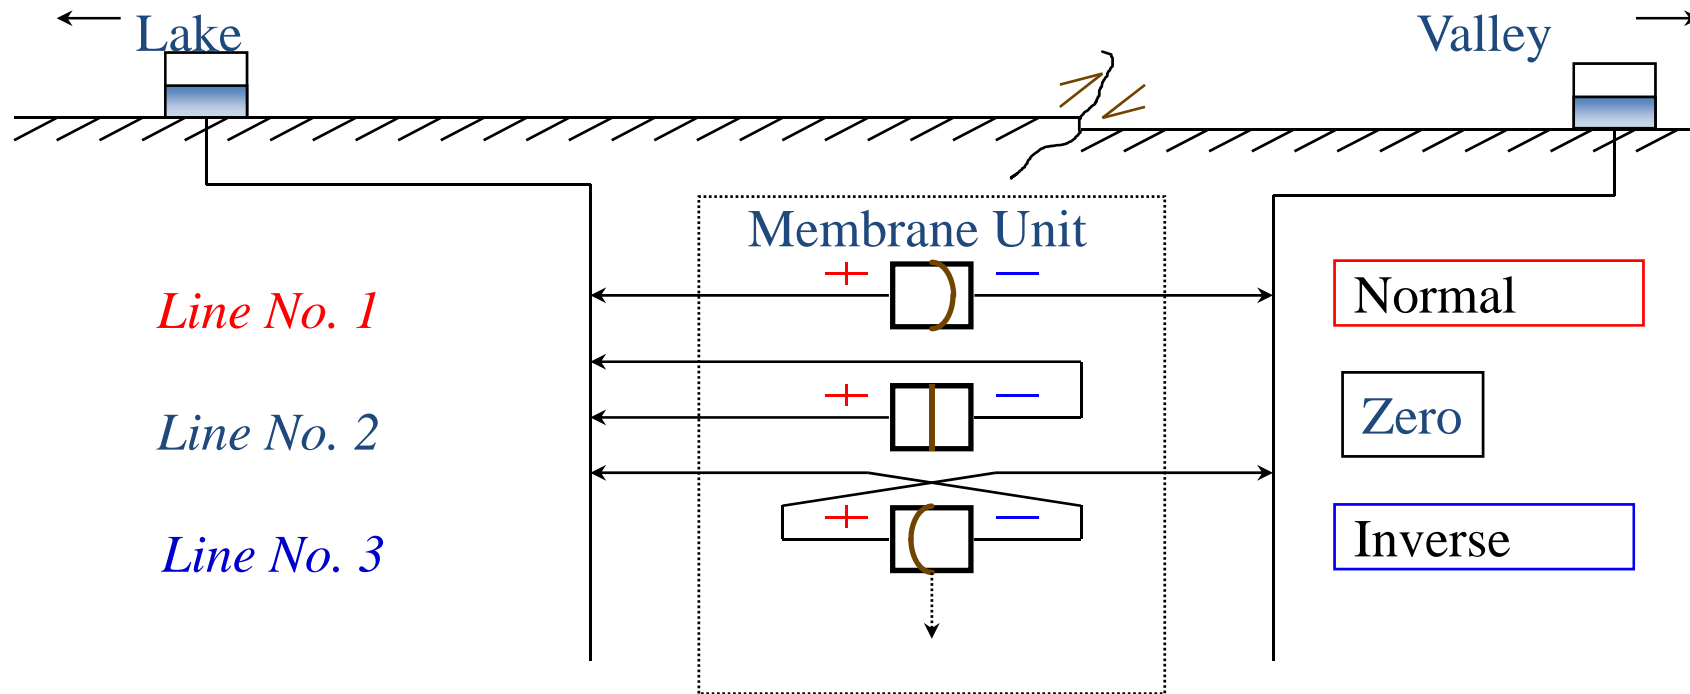 Lake
Valley
Membrane Unit
+ −
Line No. 1
Normal
+ −
Line No. 2
Zero
+ −
Line No. 3
Inverse